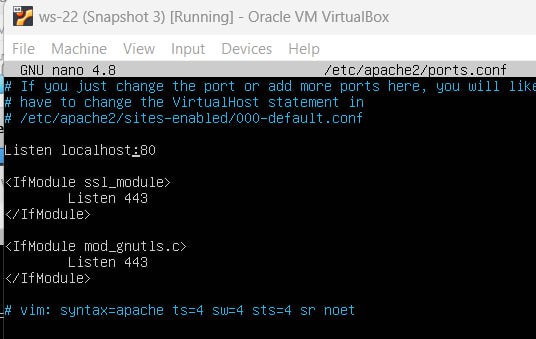 ws-22 (Snapshot 3) [Running] - Oracle VM VirtualBox
File Machine View Input Devices Help
GNU nano 4.8 /etc/apache2/ports.conf
# If you just change the port or add more ports here, you will like
# have to change the VirtualHost statement in
# /etc/apache2/sites-enabled/000-default.conf
Listen localhost:80
<IfModule ssl_module>
Listen 443
</IfModule>
<IfModule mod_gnutls.c>
Listen 443
</IfModule>
# vim: syntax=apache ts=4 sw=4 sts=4 sr noet